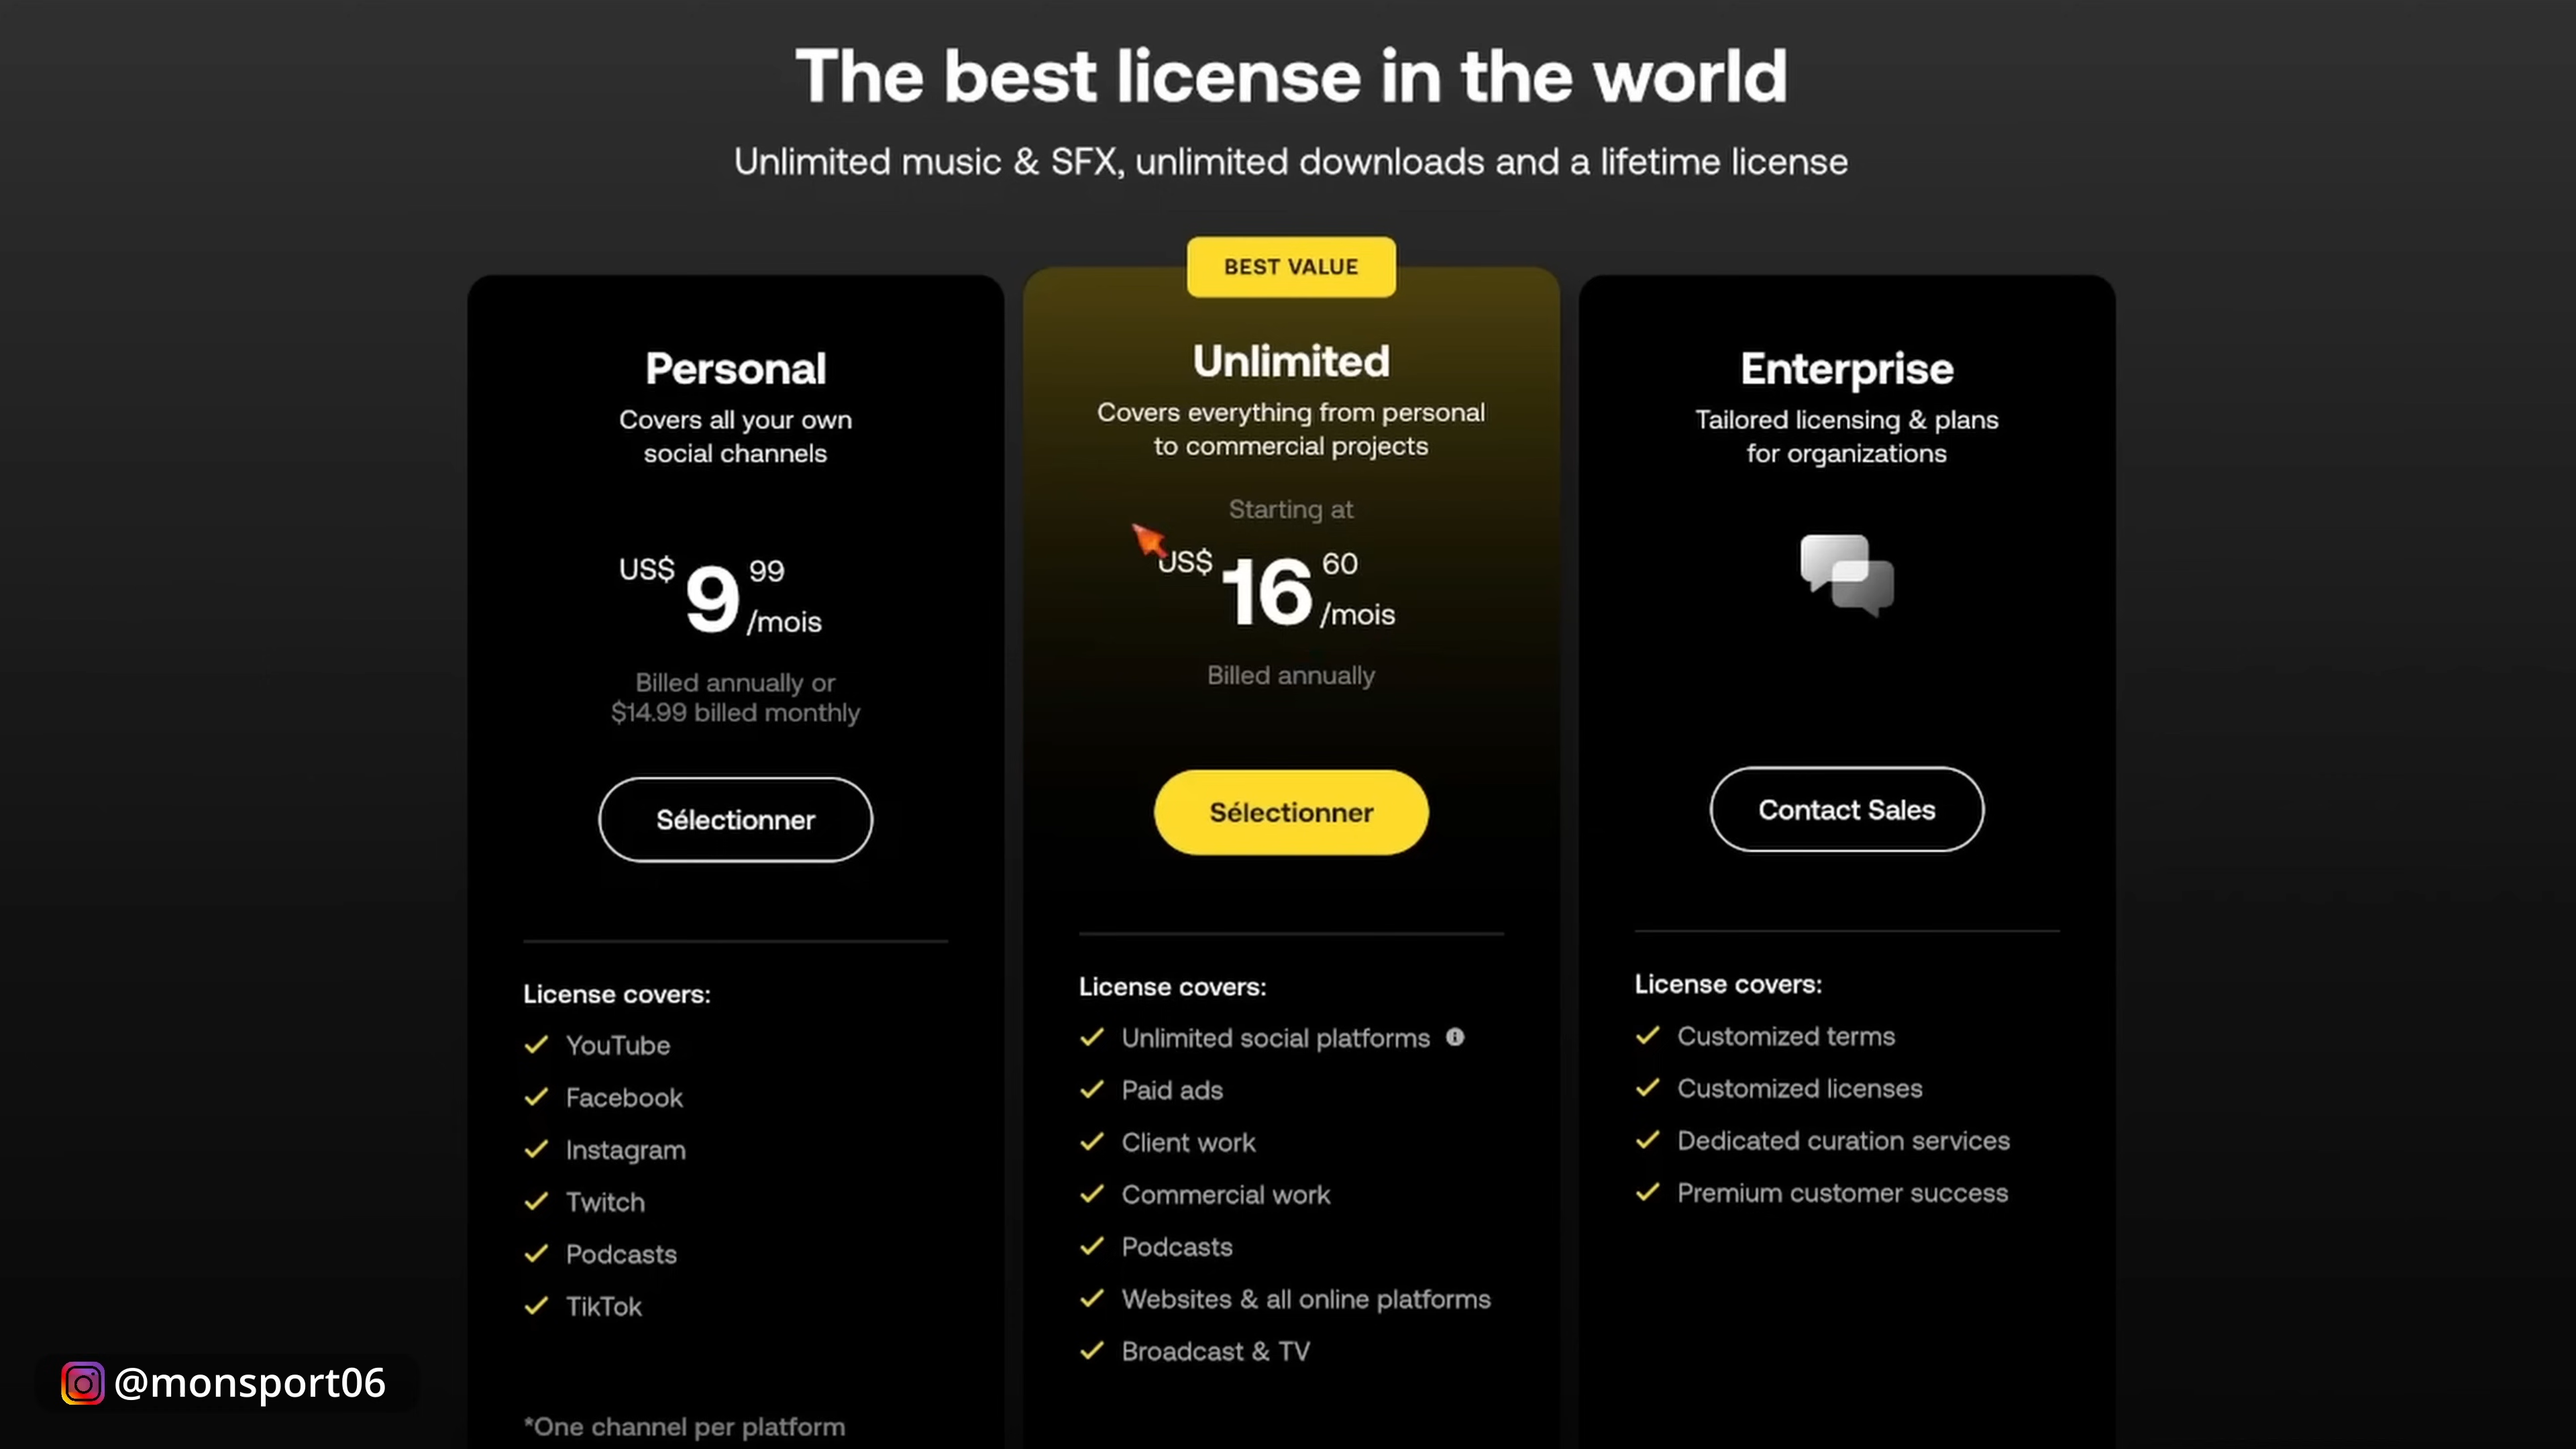 The best license in the world
Unlimited music & SFX, unlimited downloads and a lifetime license
Personal
Covers all your own
social channels
US$ 9 99
/mois
Billed annually or
$14.99 billed monthly
Sélectionner
License covers:
YouTube
Facebook
Instagram
Twitch
Podcasts
TikTok
*One channel per platform
BEST VALUE
Unlimited
Covers everything from personal
to commercial projects
Starting at
US$ 16 60
/mois
Billed annually
Sélectionner
License covers:
Unlimited social platforms
Paid ads
Client work
Commercial work
Podcasts
Websites & all online platforms
Broadcast & TV
Enterprise
Tailored licensing & plans
for organizations
Contact Sales
License covers:
Customized terms
Customized licenses
Dedicated curation services
Premium customer success
@monsport06